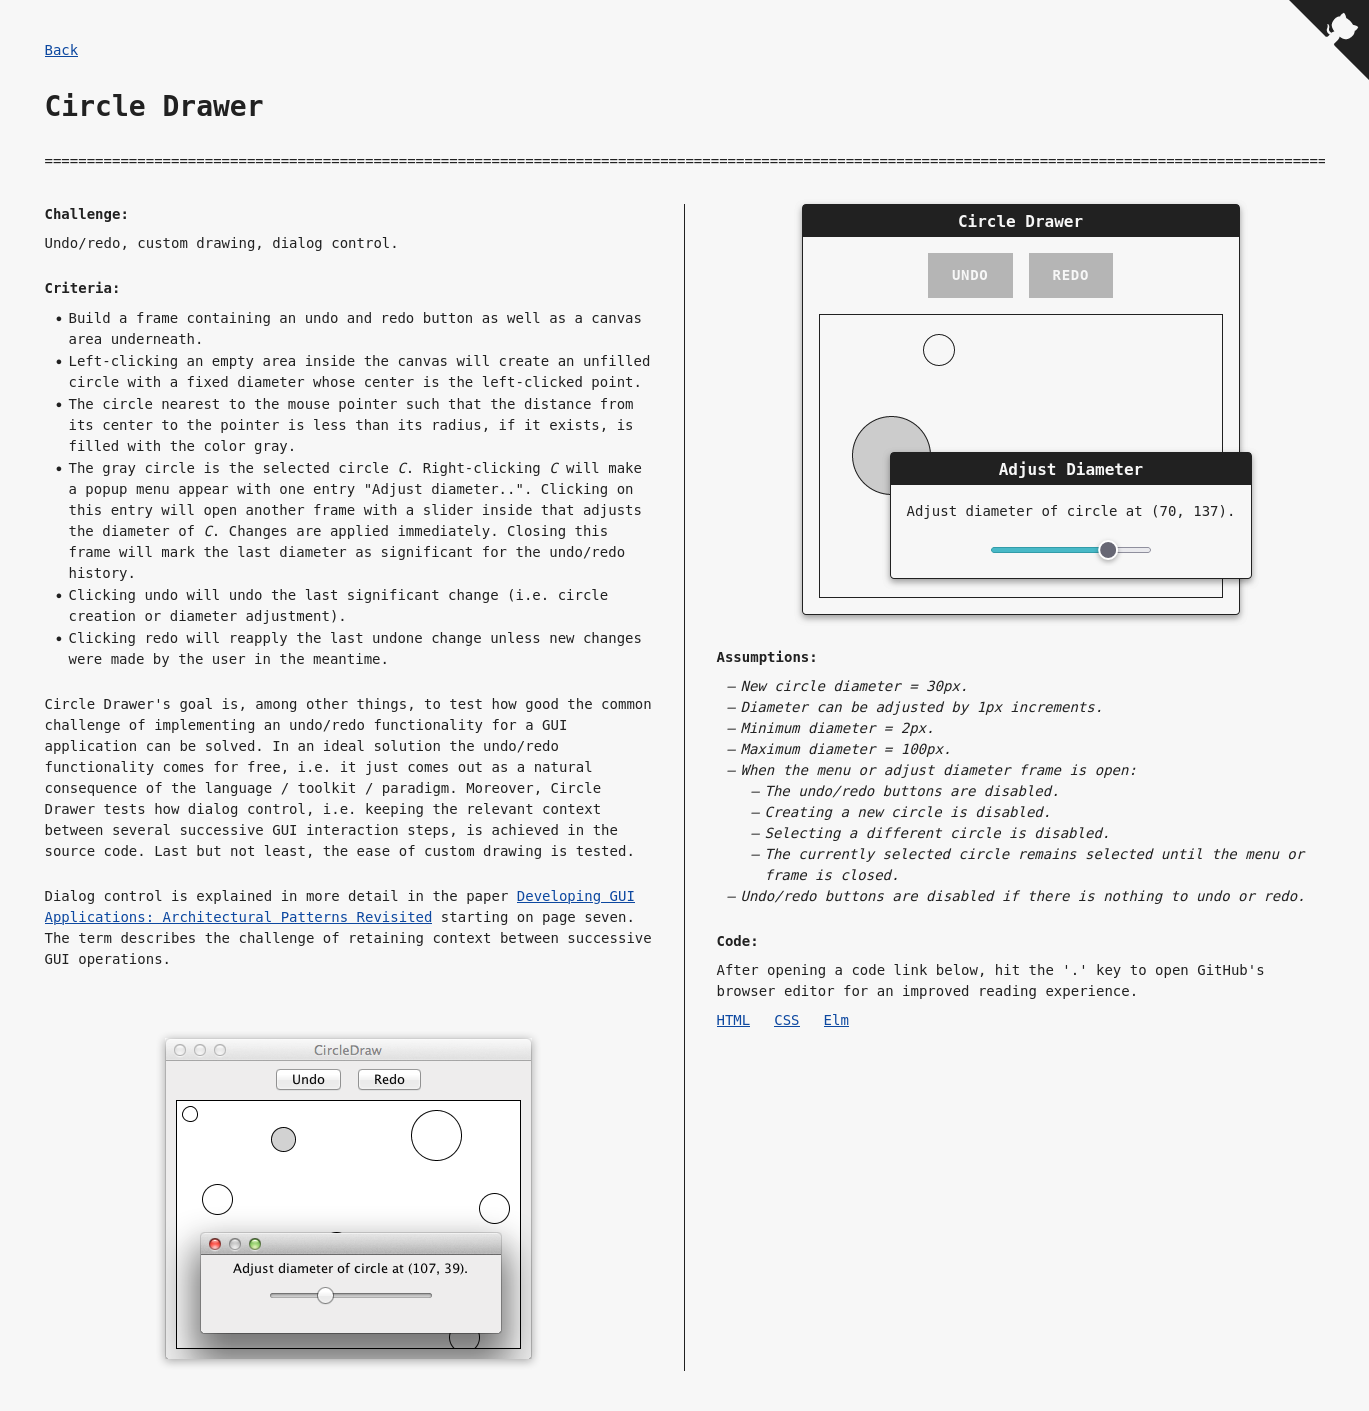 Back
Circle Drawer
========================================================================================================================================================
Challenge:
Undo/redo, custom drawing, dialog control.
Criteria:
• Build a frame containing an undo and redo button as well as a canvas
area underneath.
• Left-clicking an empty area inside the canvas will create an unfilled
circle with a fixed diameter whose center is the left-clicked point.
• The circle nearest to the mouse pointer such that the distance from
its center to the pointer is less than its radius, if it exists, is
filled with the color gray.
• The gray circle is the selected circle C. Right-clicking C will make
a popup menu appear with one entry "Adjust diameter..". Clicking on
this entry will open another frame with a slider inside that adjusts
the diameter of C. Changes are applied immediately. Closing this
frame will mark the last diameter as significant for the undo/redo
history.
• Clicking undo will undo the last significant change (i.e. circle
creation or diameter adjustment).
• Clicking redo will reapply the last undone change unless new changes
were made by the user in the meantime.
Circle Drawer's goal is, among other things, to test how good the common
challenge of implementing an undo/redo functionality for a GUI
application can be solved. In an ideal solution the undo/redo
functionality comes for free, i.e. it just comes out as a natural
consequence of the language / toolkit / paradigm. Moreover, Circle
Drawer tests how dialog control, i.e. keeping the relevant context
between several successive GUI interaction steps, is achieved in the
source code. Last but not least, the ease of custom drawing is tested.
Dialog control is explained in more detail in the paper Developing GUI
Applications: Architectural Patterns Revisited starting on page seven.
The term describes the challenge of retaining context between successive
GUI operations.
CircleDraw
Undo Redo
Adjust diameter of circle at (107, 39).
Circle Drawer
UNDO REDO
Adjust Diameter
Adjust diameter of circle at (70, 137).
Assumptions:
– New circle diameter = 30px.
– Diameter can be adjusted by 1px increments.
– Minimum diameter = 2px.
– Maximum diameter = 100px.
– When the menu or adjust diameter frame is open:
– The undo/redo buttons are disabled.
– Creating a new circle is disabled.
– Selecting a different circle is disabled.
– The currently selected circle remains selected until the menu or
frame is closed.
– Undo/redo buttons are disabled if there is nothing to undo or redo.
Code:
After opening a code link below, hit the '.' key to open GitHub's
browser editor for an improved reading experience.
HTML CSS Elm